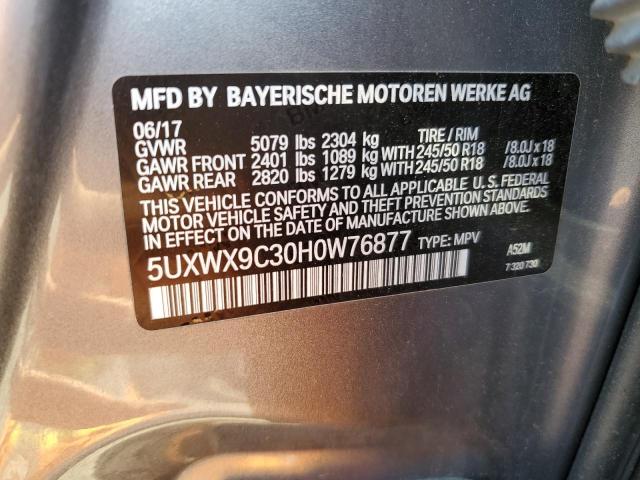 MFD BY BAYERISCHE MOTOREN WERKE AG
06/17 TIRE / RIM
GVWR 5079 lbs 2304 kg
GAWR FRONT 2401 lbs 1089 kg WITH 245/50 R18 /8.0J x 18
GAWR REAR 2820 lbs 1279 kg WITH 245/50 R18 /8.0J x 18
THIS VEHICLE CONFORMS TO ALL APPLICABLE U.S. FEDERAL
MOTOR VEHICLE SAFETY AND THEFT PREVENTION STANDARDS
IN EFFECT ON THE DATE OF MANUFACTURE SHOWN ABOVE.
5UXWX9C30H0W76877 TYPE: MPV A52M
7 320 730